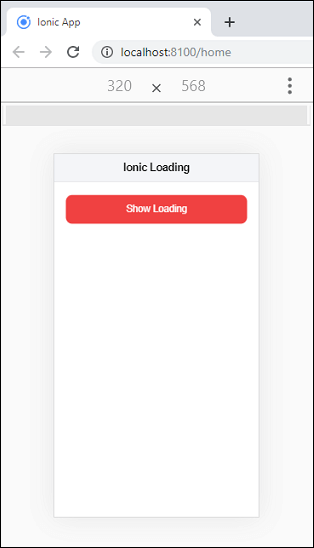 Ionic App
localhost:8100/home
320 × 568
Ionic Loading
Show Loading